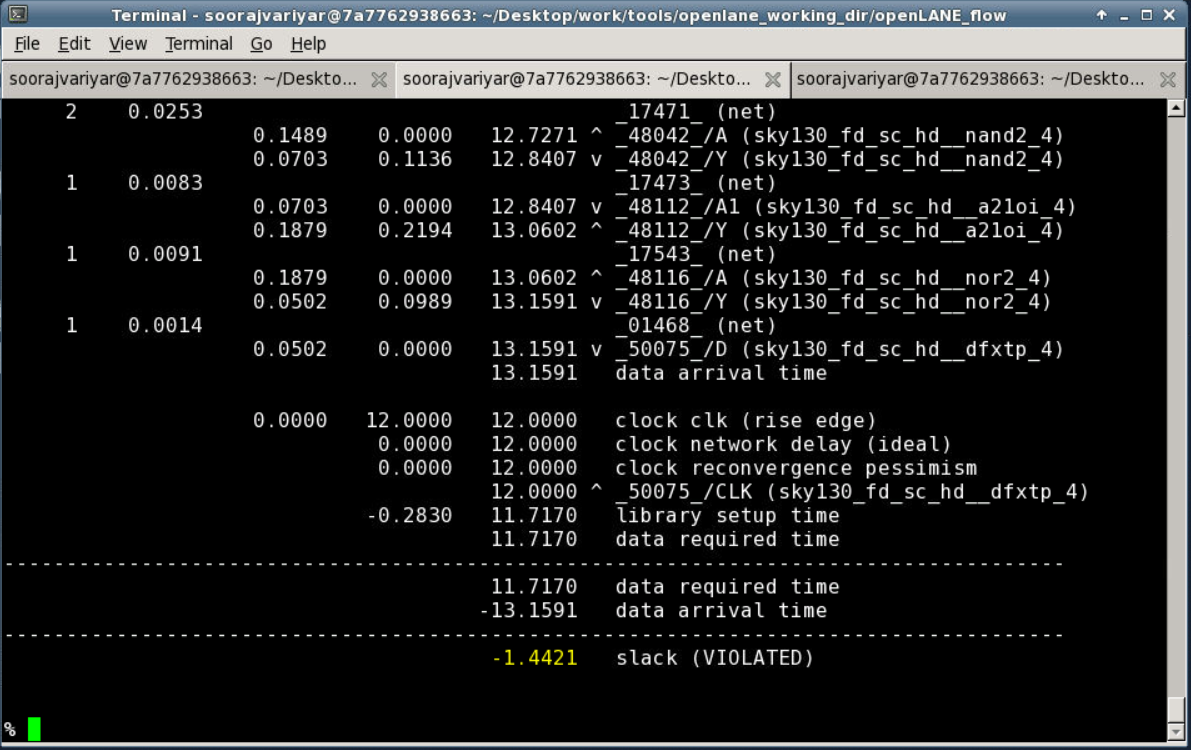 Terminal - soorajvariyar@7a7762938663: ~/Desktop/work/tools/openlane_working_dir/openLANE_flow
File Edit View Terminal Go Help
soorajvariyar@7a7762938663: ~/Deskto... soorajvariyar@7a7762938663: ~/Deskto... soorajvariyar@7a7762938663: ~/Deskto...
2 0.0253 _17471_ (net)
0.1489 0.0000 12.7271 ^ _48042_/A (sky130_fd_sc_hd__nand2_4)
0.0703 0.1136 12.8407 v _48042_/Y (sky130_fd_sc_hd__nand2_4)
1 0.0083 _17473_ (net)
0.0703 0.0000 12.8407 v _48112_/A1 (sky130_fd_sc_hd__a21oi_4)
0.1879 0.2194 13.0602 ^ _48112_/Y (sky130_fd_sc_hd__a21oi_4)
1 0.0091 _17543_ (net)
0.1879 0.0000 13.0602 ^ _48116_/A (sky130_fd_sc_hd__nor2_4)
0.0502 0.0989 13.1591 v _48116_/Y (sky130_fd_sc_hd__nor2_4)
1 0.0014 _01468_ (net)
0.0502 0.0000 13.1591 v _50075_/D (sky130_fd_sc_hd__dfxtp_4)
13.1591 data arrival time
0.0000 12.0000 12.0000 clock clk (rise edge)
0.0000 12.0000 clock network delay (ideal)
0.0000 12.0000 clock reconvergence pessimism
12.0000 ^ _50075_/CLK (sky130_fd_sc_hd__dfxtp_4)
-0.2830 11.7170 library setup time
11.7170 data required time
-------------------------------------------------------------------------------------
11.7170 data required time
-13.1591 data arrival time
-------------------------------------------------------------------------------------
-1.4421 slack (VIOLATED)
%